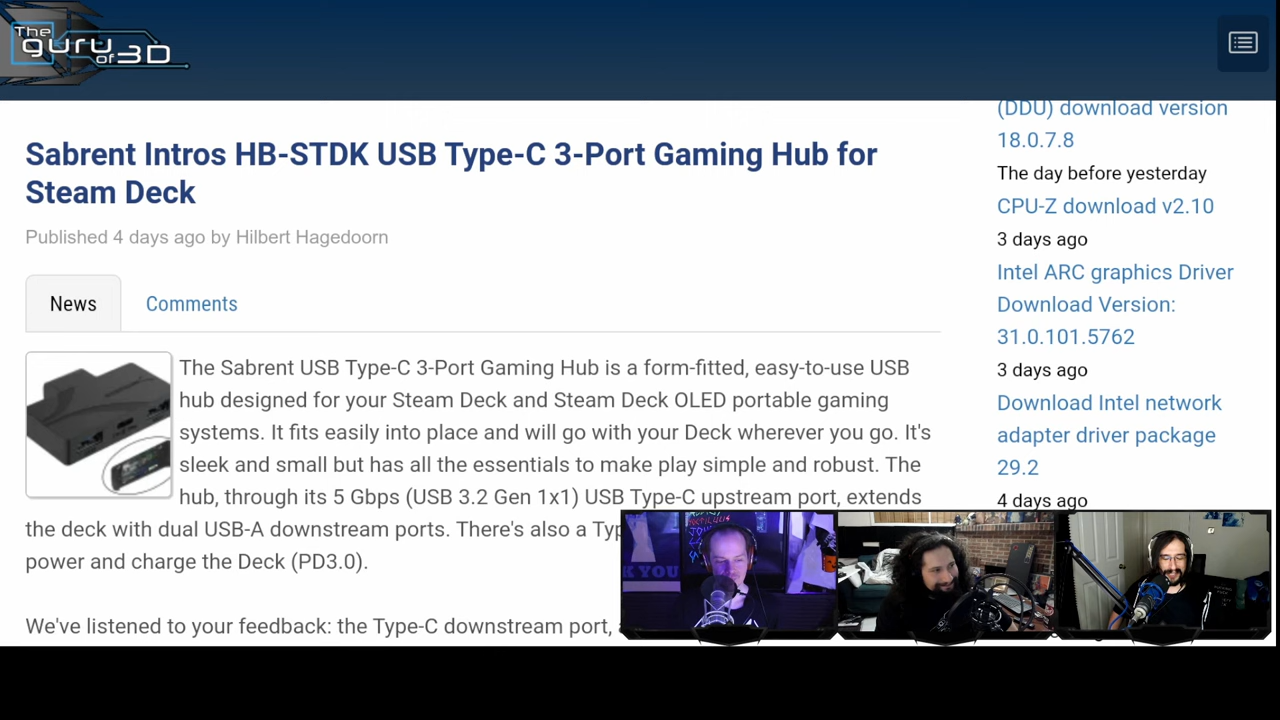 The
guru
of 3D
Sabrent Intros HB-STDK USB Type-C 3-Port Gaming Hub for
Steam Deck
Published 4 days ago by Hilbert Hagedoorn
News
Comments
The Sabrent USB Type-C 3-Port Gaming Hub is a form-fitted, easy-to-use USB
hub designed for your Steam Deck and Steam Deck OLED portable gaming
systems. It fits easily into place and will go with your Deck wherever you go. It's
sleek and small but has all the essentials to make play simple and robust. The
hub, through its 5 Gbps (USB 3.2 Gen 1x1) USB Type-C upstream port, extends
the deck with dual USB-A downstream ports. There's also a Typ
power and charge the Deck (PD3.0).
We've listened to your feedback: the Type-C downstream port,
(DDU) download version
18.0.7.8
The day before yesterday
CPU-Z download v2.10
3 days ago
Intel ARC graphics Driver
Download Version:
31.0.101.5762
3 days ago
Download Intel network
adapter driver package
29.2
4 days ago
K YOU